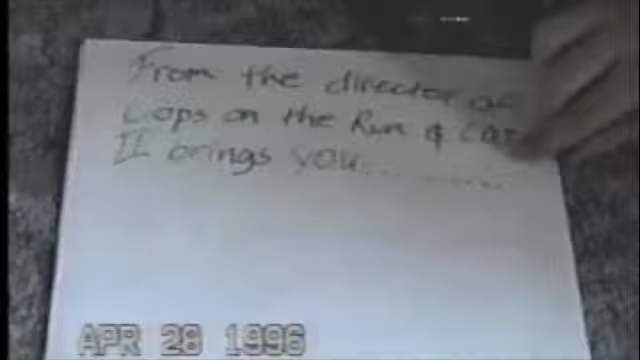 From the director of
Cops on the Run & Cops
II brings you..........
APR 28 1996